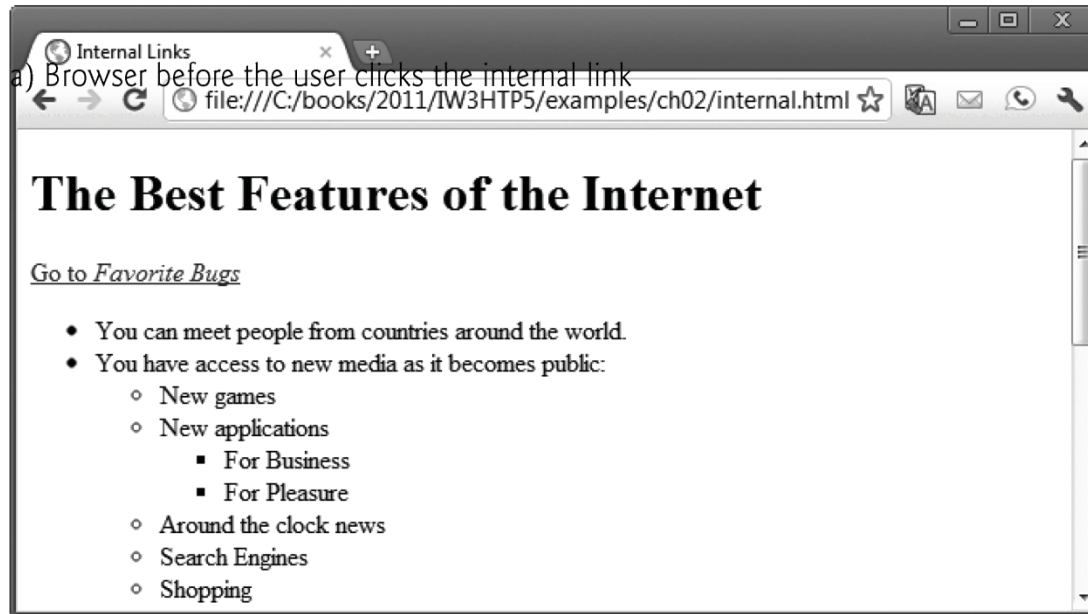 Internal Links
a) Browser before the user clicks the internal link
file:///C:/books/2011/IW3HTP5/examples/ch02/internal.html
The Best Features of the Internet
Go to Favorite Bugs
You can meet people from countries around the world.
You have access to new media as it becomes public:
New games
New applications
For Business
For Pleasure
Around the clock news
Search Engines
Shopping